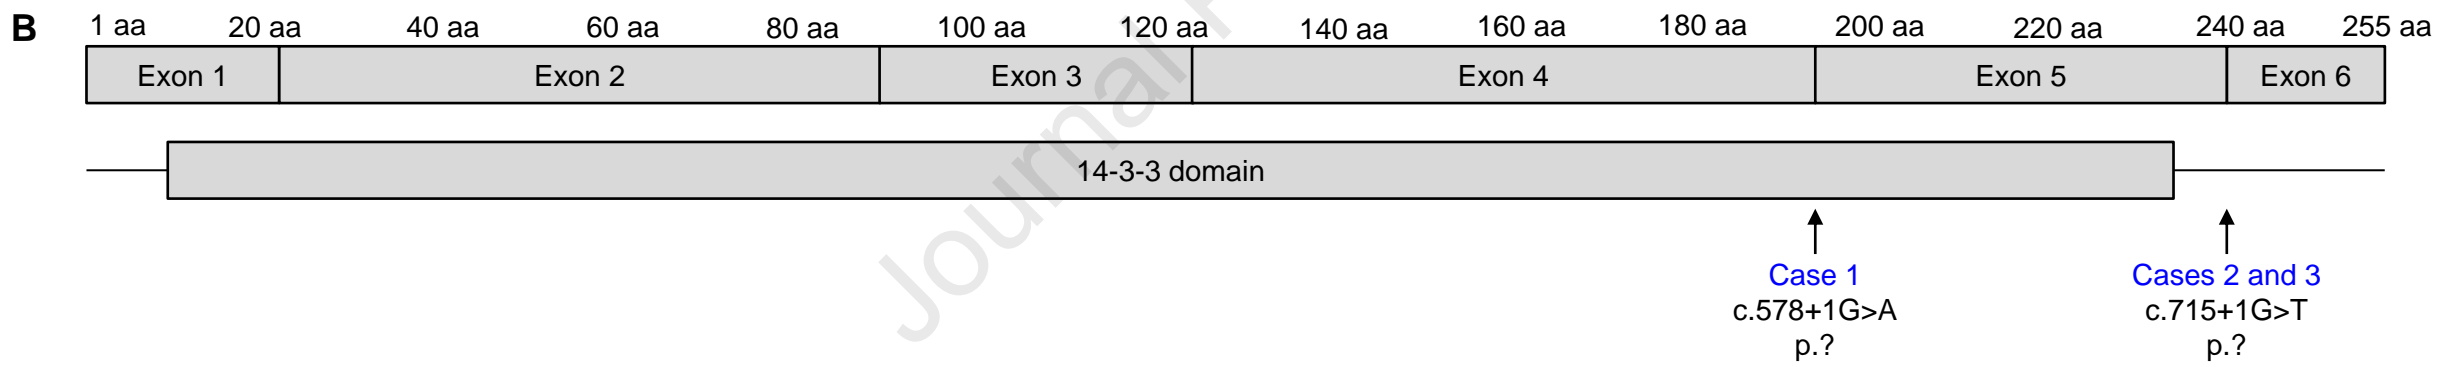 B
1 aa 20 aa 40 aa 60 aa 80 aa 100 aa 120 aa 140 aa 160 aa 180 aa 200 aa 220 aa 240 aa 255 aa
Exon 1 Exon 2 Exon 3 Exon 4 Exon 5 Exon 6
14-3-3 domain
Journal
Case 1 Cases 2 and 3
c.578+1G>A c.715+1G>T
p.? p.?